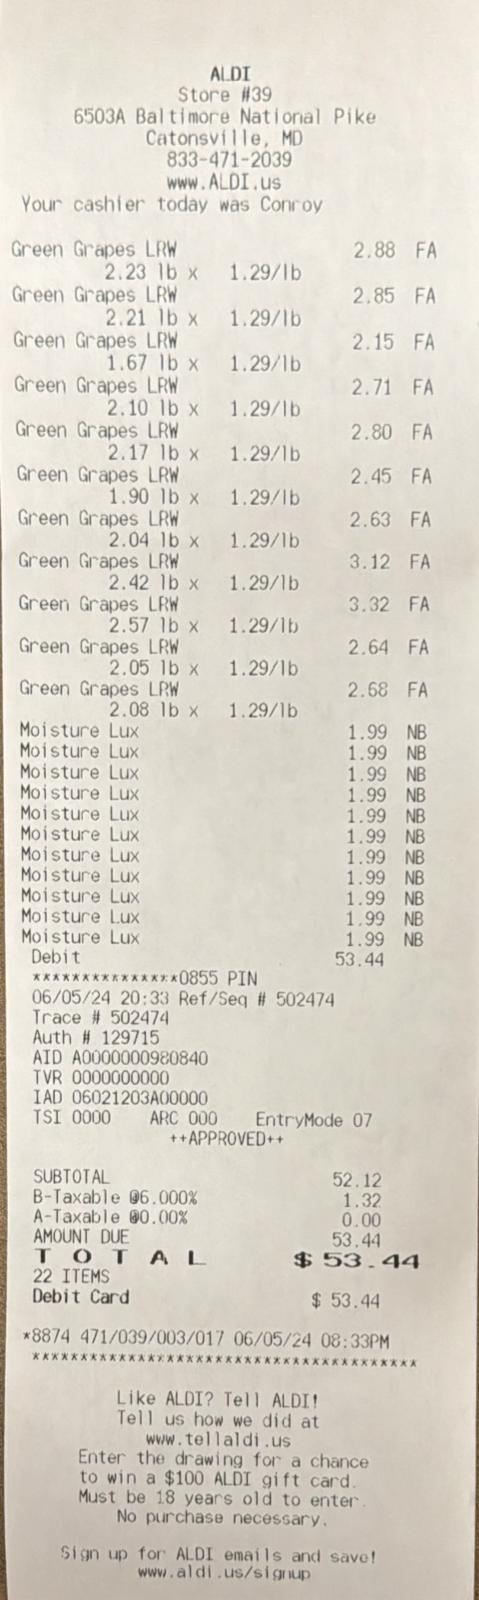 ALDI
Store #39
6503A Baltimore National Pike
Catonsville, MD
833-471-2039
www.ALDI.us
Your cashier today was Conroy
Green Grapes LRW 2.88 FA
2.23 lb x 1.29/lb
Green Grapes LRW 2.85 FA
2.21 lb x 1.29/lb
Green Grapes LRW 2.15 FA
1.67 lb x 1.29/lb
Green Grapes LRW 2.71 FA
2.10 lb x 1.29/lb
Green Grapes LRW 2.80 FA
2.17 lb x 1.29/lb
Green Grapes LRW 2.45 FA
1.90 lb x 1.29/lb
Green Grapes LRW 2.63 FA
2.04 lb x 1.29/lb
Green Grapes LRW 3.12 FA
2.42 lb x 1.29/lb
Green Grapes LRW 3.32 FA
2.57 lb x 1.29/lb
Green Grapes LRW 2.64 FA
2.05 lb x 1.29/lb
Green Grapes LRW 2.68 FA
2.08 lb x 1.29/lb
Moisture Lux 1.99 NB
Moisture Lux 1.99 NB
Moisture Lux 1.99 NB
Moisture Lux 1.99 NB
Moisture Lux 1.99 NB
Moisture Lux 1.99 NB
Moisture Lux 1.99 NB
Moisture Lux 1.99 NB
Moisture Lux 1.99 NB
Moisture Lux 1.99 NB
Moisture Lux 1.99 NB
Debit 53.44
***************0855 PIN
06/05/24 20:33 Ref/Seq # 502474
Trace # 502474
Auth # 129715
AID A0000000980840
TVR 0000000000
IAD 06021203A00000
TSI 0000 ARC 000 EntryMode 07
++APPROVED++
SUBTOTAL 52.12
B-Taxable @6.000% 1.32
A-Taxable @0.00% 0.00
AMOUNT DUE 53.44
T O T A L $ 53.44
22 ITEMS
Debit Card $ 53.44
*8874 471/039/003/017 06/05/24 08:33PM
****************************************
Like ALDI? Tell ALDI!
Tell us how we did at
www.tellaldi.us
Enter the drawing for a chance
to win a $100 ALDI gift card.
Must be 18 years old to enter.
No purchase necessary.
Sign up for ALDI emails and save!
www.aldi.us/signup